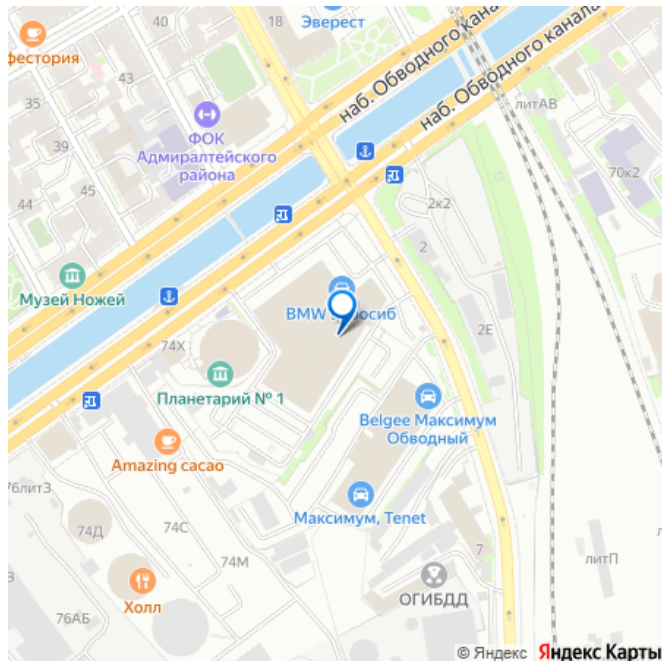 18
Эверест
40
фестория
43
наб. Обводного канала
наб. Обводного канала
литАВ
35
ФОК
Адмиралтейского
района
39
70к2
45
44
2к2
2
Музей Ножей
BMW
осиб
2Е
74Х
Планетарий № 1
Belgee Максимум
Обводный
Amazing cacao
76литЗ
Максимум, Tenet
74С
74Д
74М
7
литП
ОГИБДД
Холл
76АБ
© Яндекс
Яндекс Карты